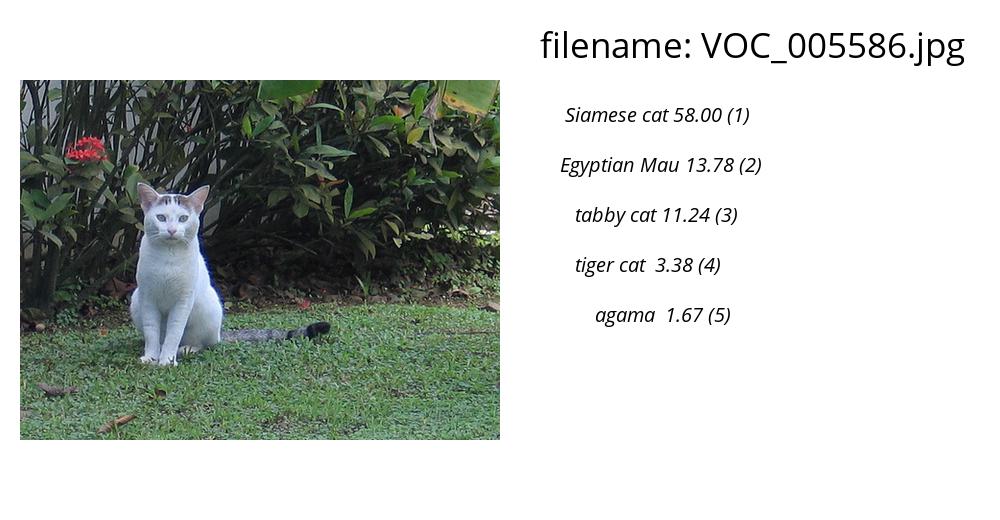 filename: VOC_005586.jpg
Siamese cat 58.00 (1)
Egyptian Mau 13.78 (2)
tabby cat 11.24 (3)
tiger cat 3.38 (4)
agama 1.67 (5)